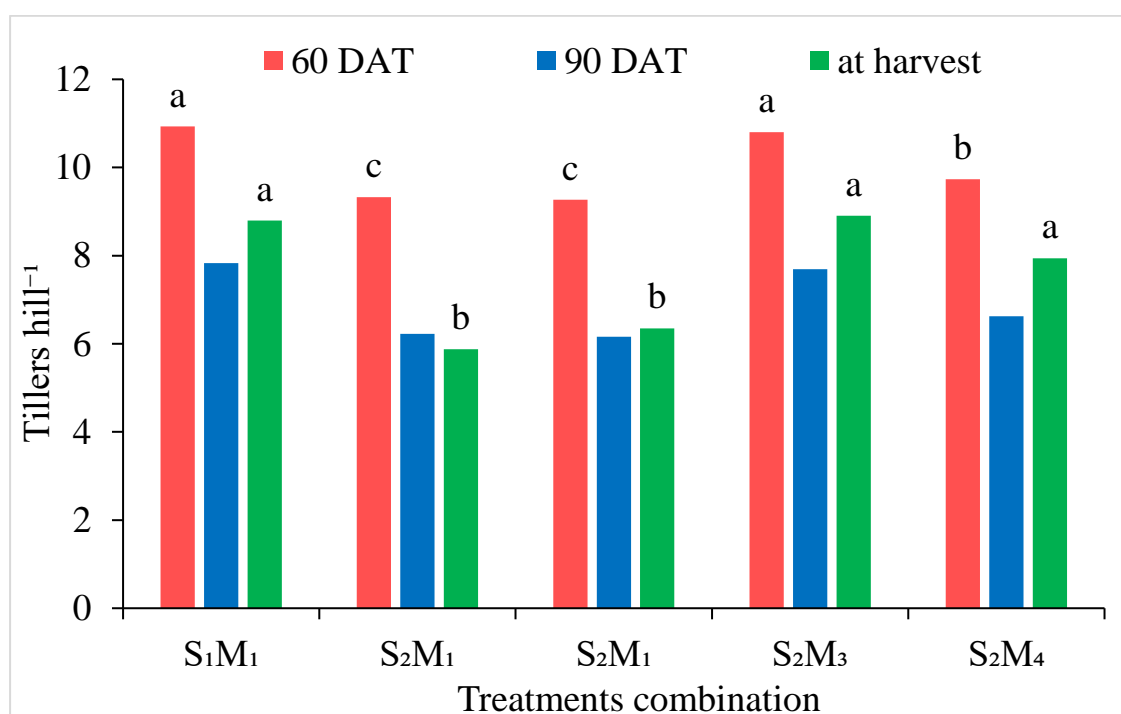 60 DAT 90 DAT at harvest
12
10
8
6
4
2
0
Tillers hill⁻¹
a a
c b
c b
a a
b a
S₁M₁ S₂M₁ S₂M₁ S₂M₃ S₂M₄
Treatments combination